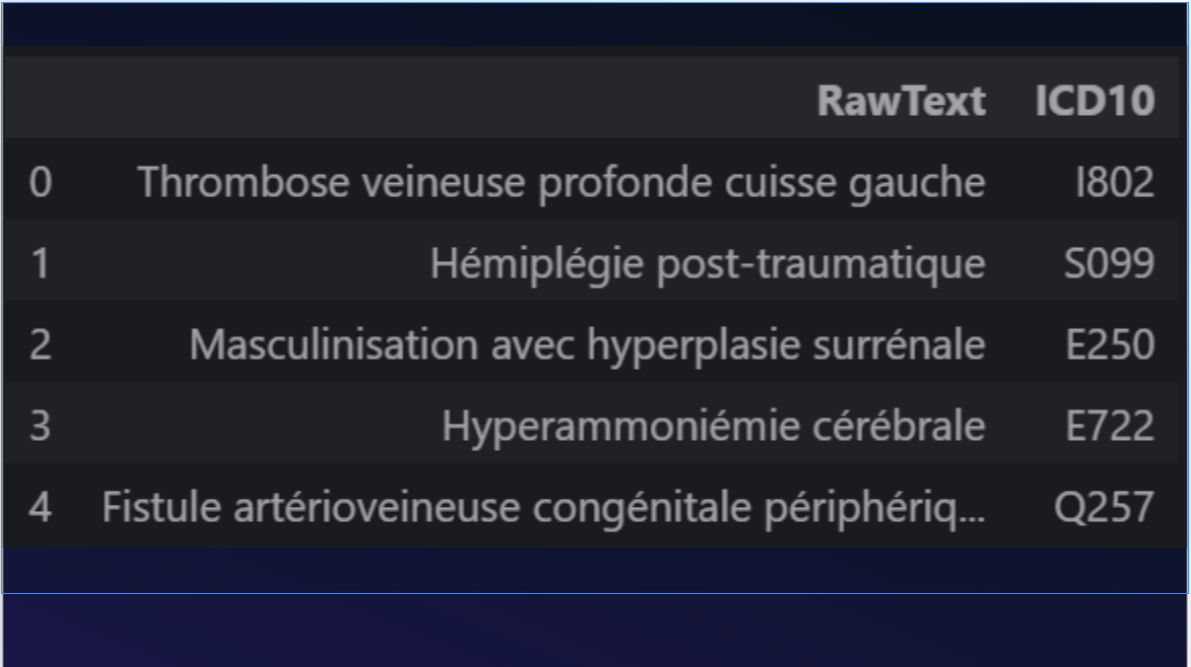 RawText ICD10
0 Thrombose veineuse profonde cuisse gauche I802
1 Hémiplégie post-traumatique S099
2 Masculinisation avec hyperplasie surrénale E250
3 Hyperammoniémie cérébrale E722
4 Fistule artérioveineuse congénitale périphériq... Q257